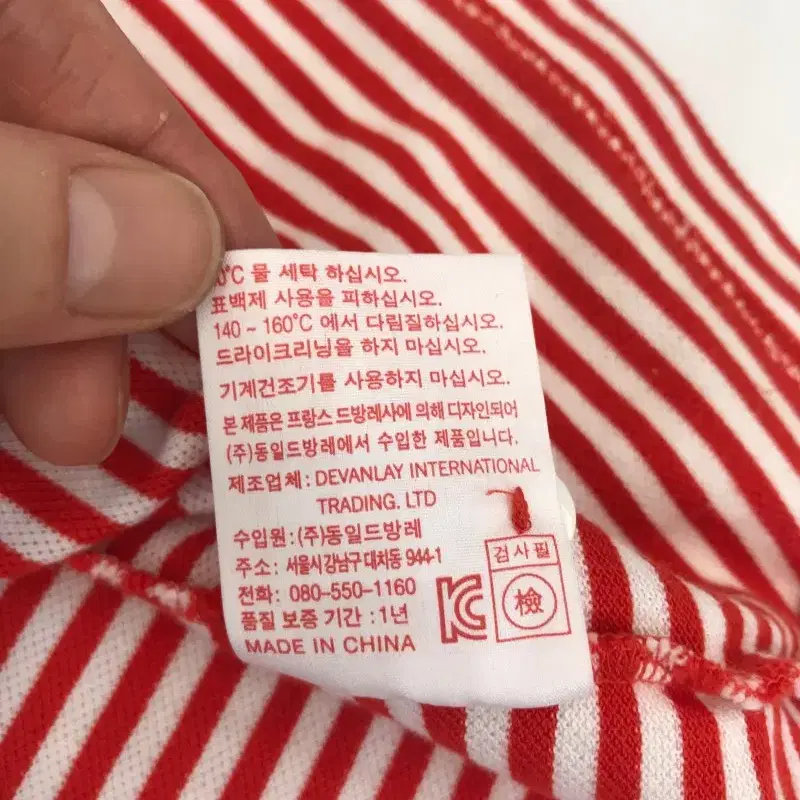 0°C 물 세탁 하십시오.
표백제 사용을 피하십시오.
140 ~ 160°C 에서 다림질하십시오.
드라이크리닝을 하지 마십시오.
기계건조기를 사용하지 마십시오.
본 제품은 프랑스 드방레사에 의해 디자인되어
(주)동일드방레에서 수입한 제품입니다.
제조업체: DEVANLAY INTERNATIONAL
TRADING. LTD
수입원: (주)동일드방레
주소: 서울시 강남구 대치동 944-1
전화: 080-550-1160
품질 보증 기간 : 1년
MADE IN CHINA
검사필
檢